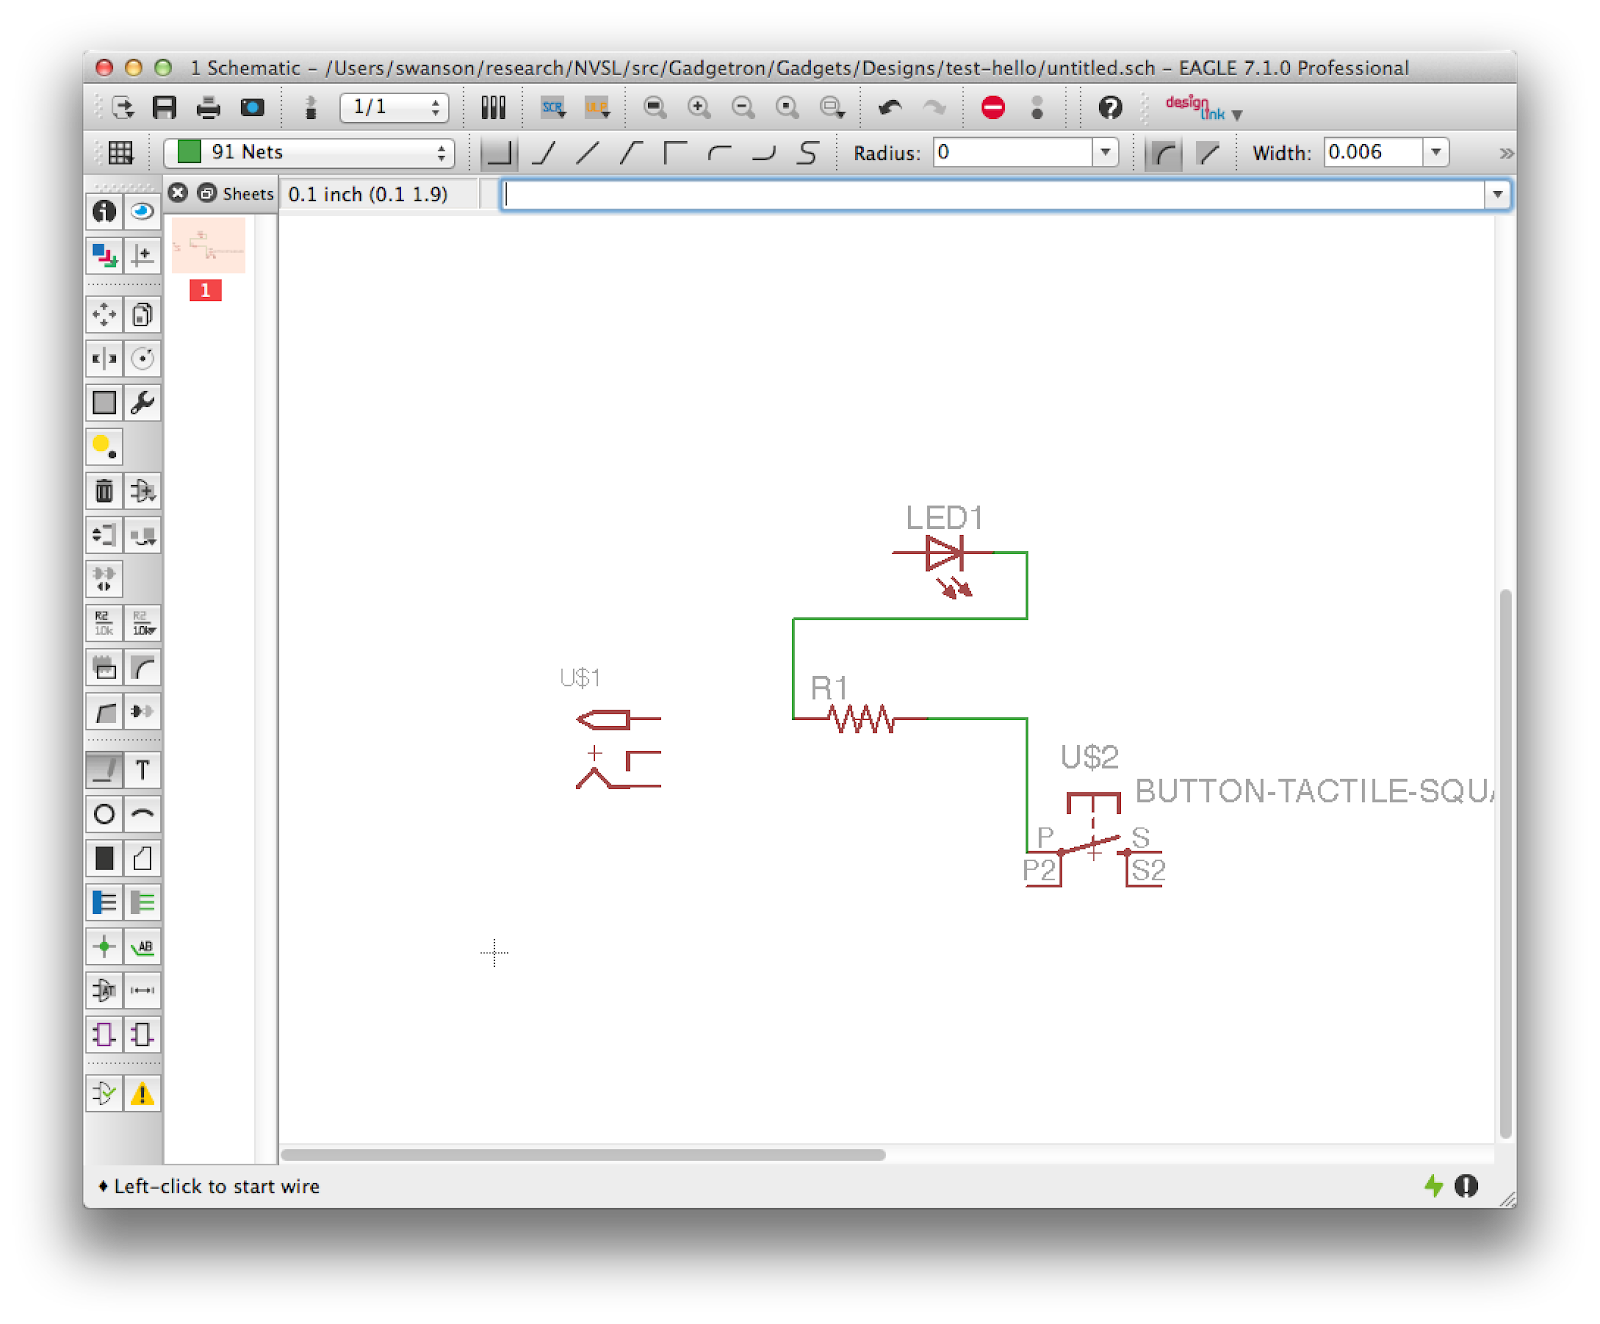 1 Schematic – /Users/swanson/research/NVSL/src/Gadgetron/Gadgets/Designs/test-hello/untitled.sch – EAGLE 7.1.0 Professional
1/1
SCR
ULP
design
link
91 Nets
Radius: 0
Width: 0.006
Sheets
0.1 inch (0.1 1.9)
1
R2
10k
R2
10k
T
AB
AT
LED1
U$1
R1
U$2
BUTTON-TACTILE-SQU
P
S
P2
S2
Left-click to start wire